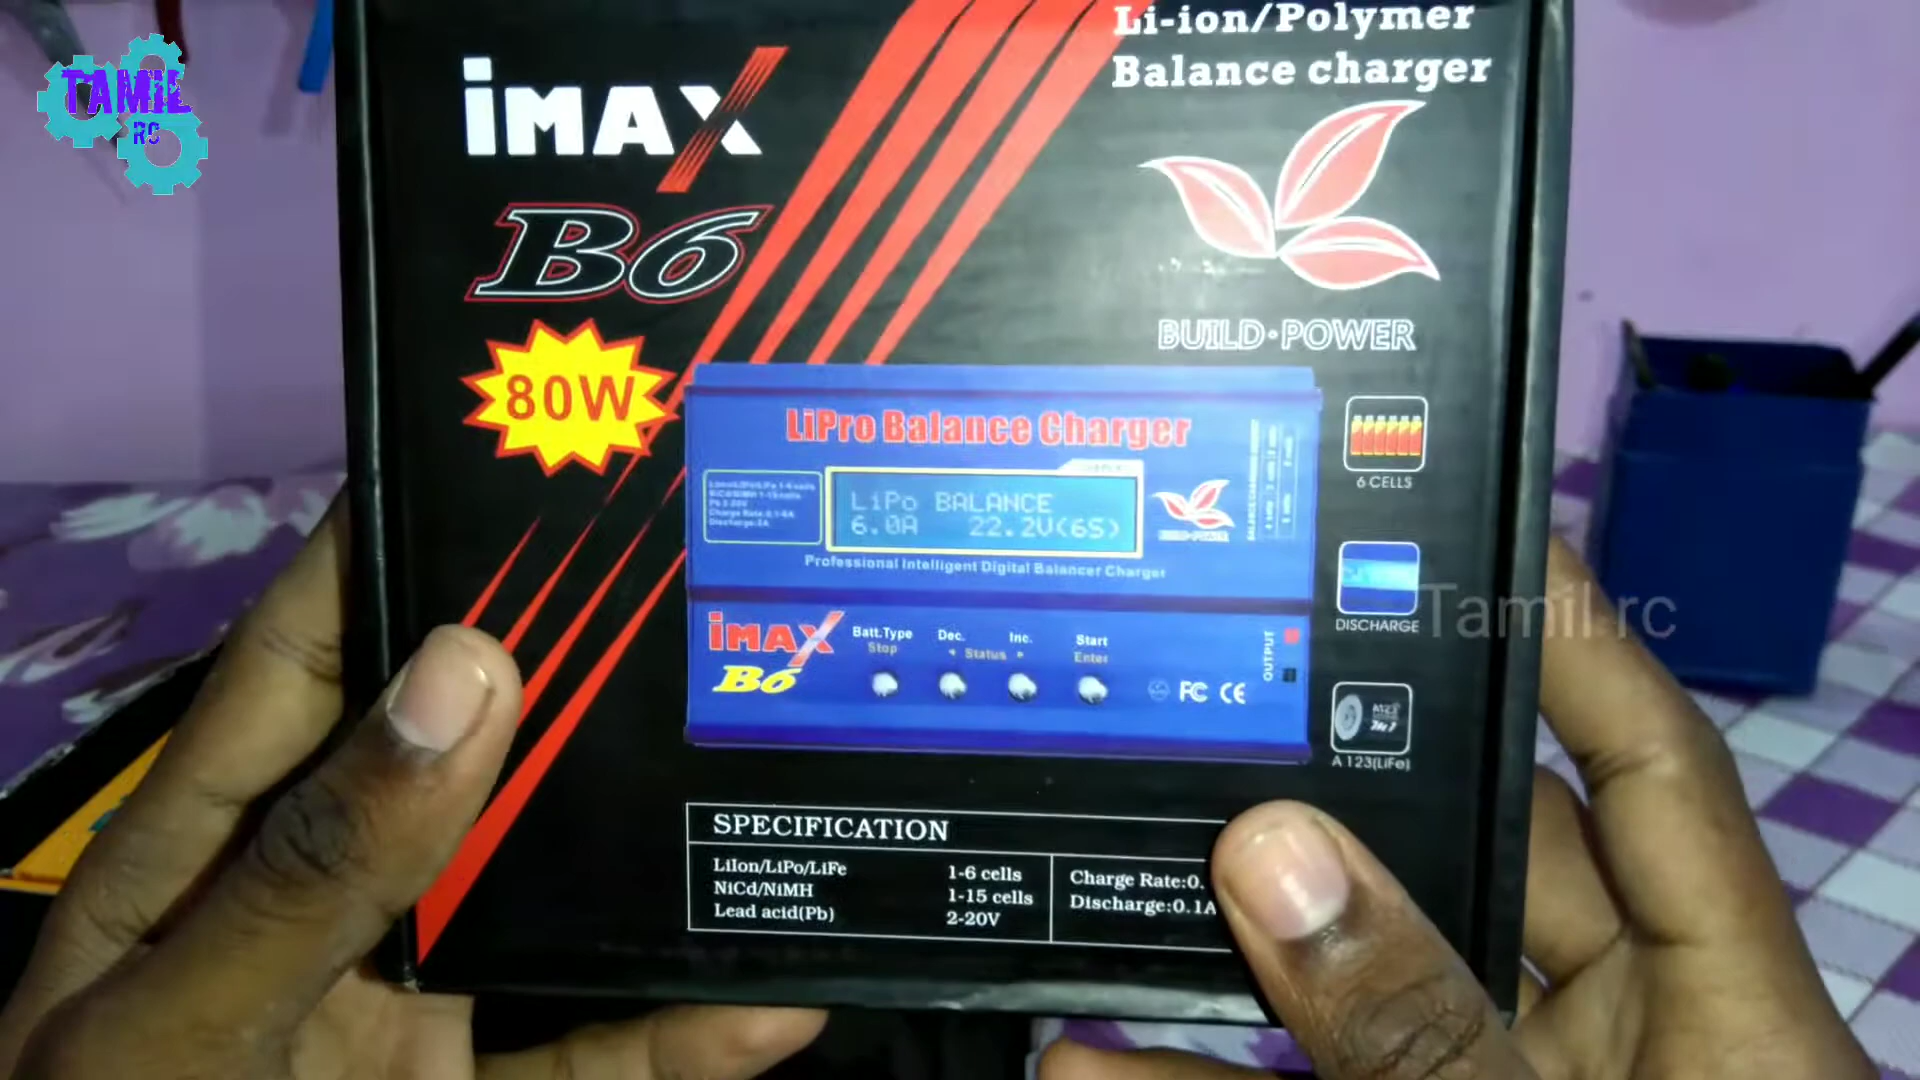 TAMIL
RC
Li-ion/Polymer
Balance charger
iMAX
B6
80W
BUILD•POWER
LiPro Balance Charger
LiPo BALANCE
6.0A 22.2V(6S)
Professional Intelligent Digital Balancer Charger
iMAX
B6
Batt.Type
Stop
Dec.
Inc.
Status
Start
Enter
OUTPUT
FC CE
6 CELLS
DISCHARGE
A123(LiFe)
Tamil rc
SPECIFICATION
LiIon/LiPo/LiFe 1-6 cells
NiCd/NiMH 1-15 cells
Lead acid(Pb) 2-20V
Charge Rate:0.
Discharge:0.1A